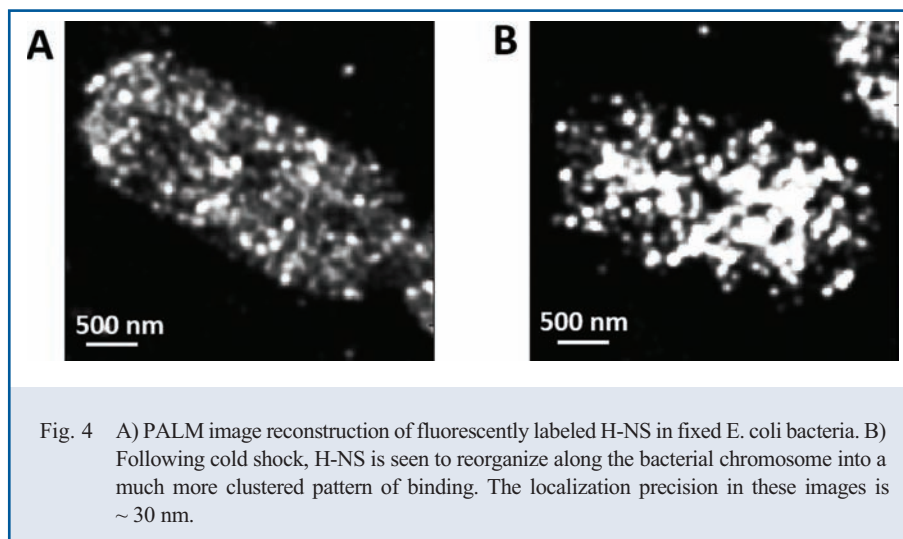 A
B
500 nm
500 nm
Fig. 4 A) PALM image reconstruction of fluorescently labeled H-NS in fixed E. coli bacteria. B)
Following cold shock, H-NS is seen to reorganize along the bacterial chromosome into a
much more clustered pattern of binding. The localization precision in these images is
~ 30 nm.